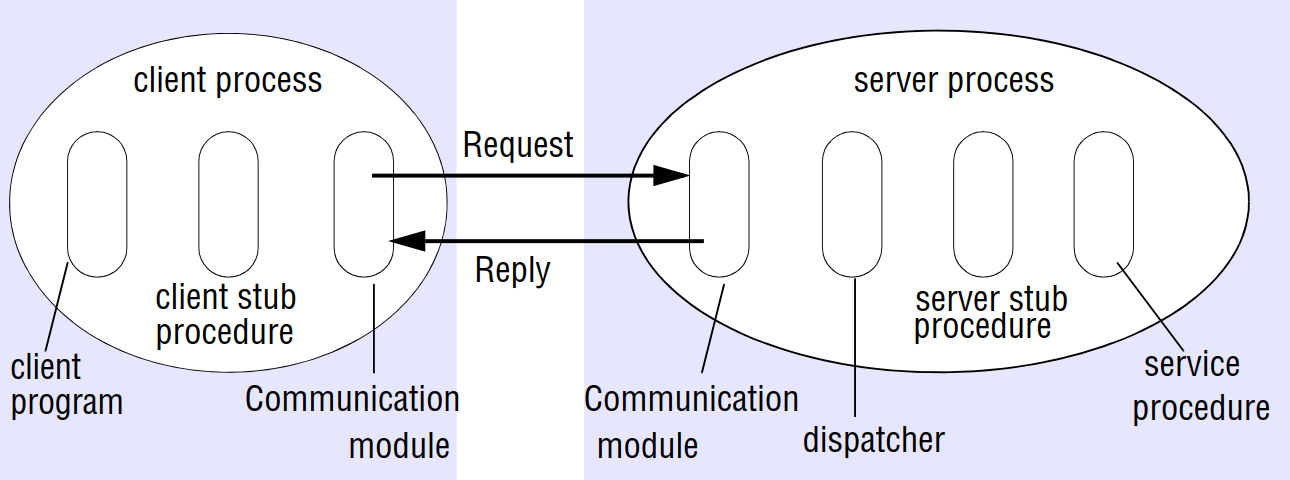 client process
server process
Request
Reply
client stub
procedure
server stub
procedure
client
program
Communication
module
Communication
module
dispatcher
service
procedure